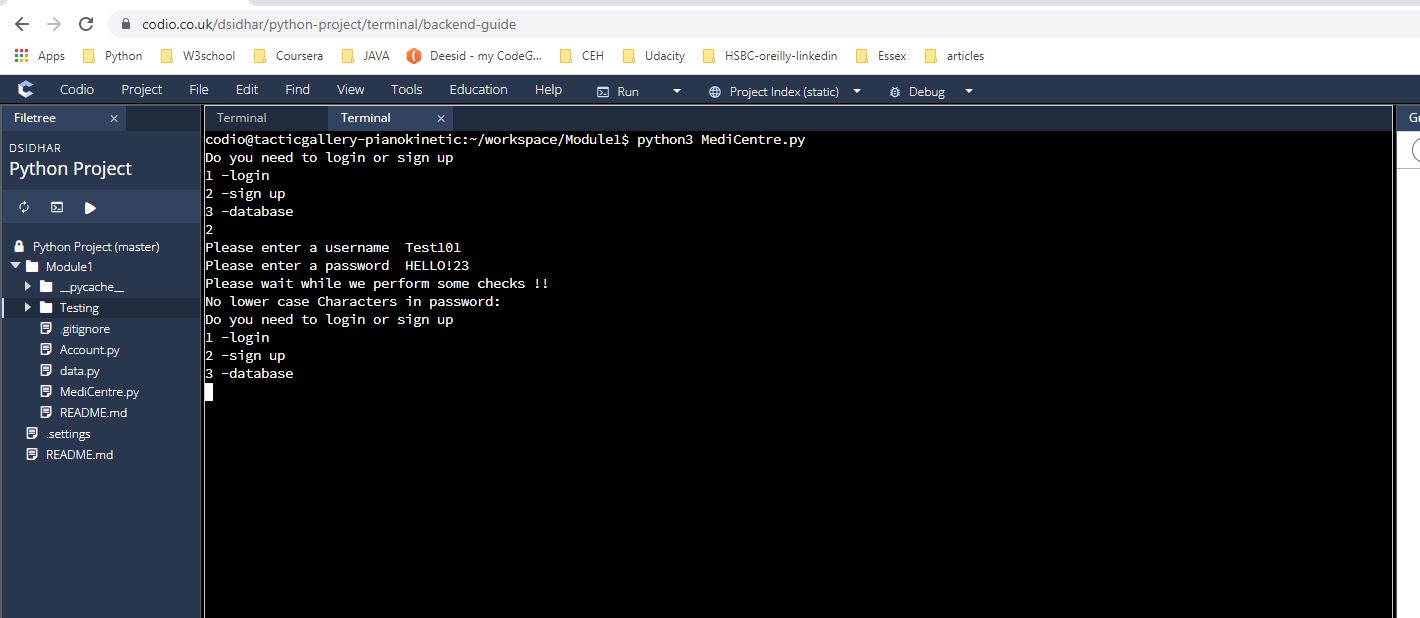 codio.co.uk/dsidhar/python-project/terminal/backend-guide
Apps Python W3school Coursera JAVA Deesid - my CodeG... CEH Udacity HSBC-oreilly-linkedin Essex articles
Codio Project File Edit Find View Tools Education Help Run Project Index (static) Debug
Filetree × Terminal Terminal ×
DSIDHAR
Python Project
Python Project (master)
Module1
__pycache__
Testing
.gitignore
Account.py
data.py
MediCentre.py
README.md
.settings
README.md
codio@tacticgallery-pianokinetic:~/workspace/Module1$ python3 MediCentre.py
Do you need to login or sign up
1 -login
2 -sign up
3 -database
2
Please enter a username  Test101
Please enter a password  HELLO!23
Please wait while we perform some checks !!
No lower case Characters in password:
Do you need to login or sign up
1 -login
2 -sign up
3 -database